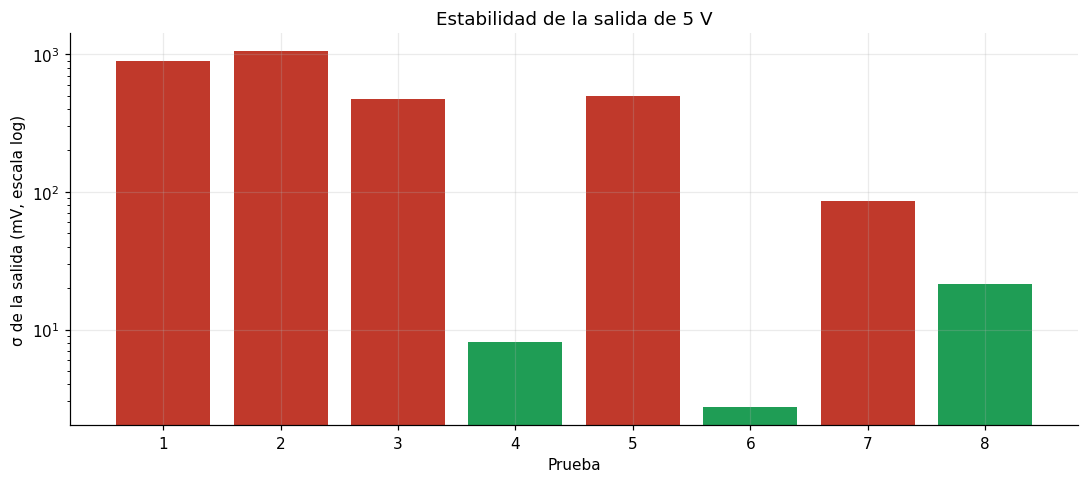 Estabilidad de la salida de 5 V
σ de la salida (mV, escala log)
10³
10²
10¹
1 2 3 4 5 6 7 8
Prueba